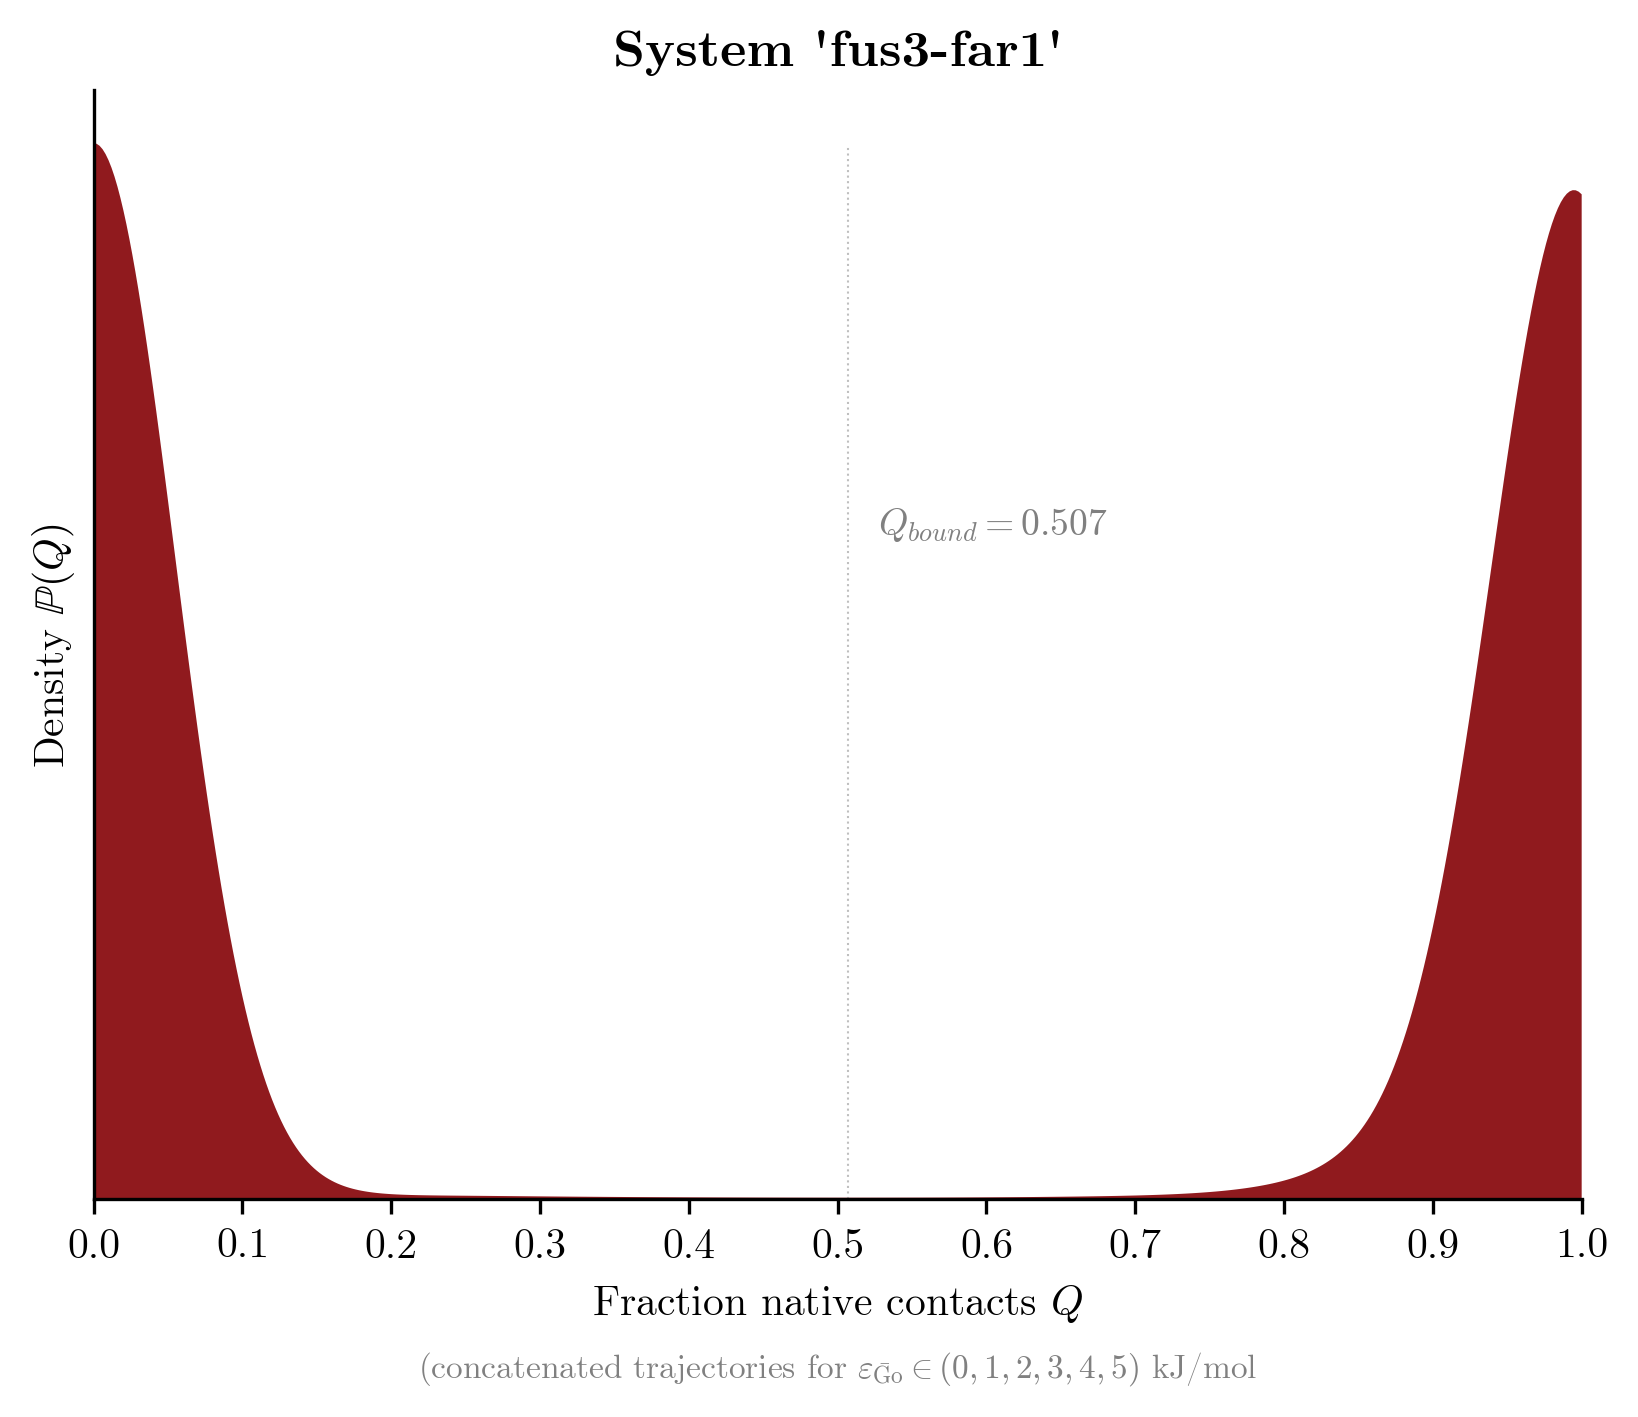 System 'fus3-far1'
Density ℙ(Q)
Q_bound = 0.507
0.0 0.1 0.2 0.3 0.4 0.5 0.6 0.7 0.8 0.9 1.0
Fraction native contacts Q
(concatenated trajectories for ε_Ḡo ∈ (0, 1, 2, 3, 4, 5) kJ/mol